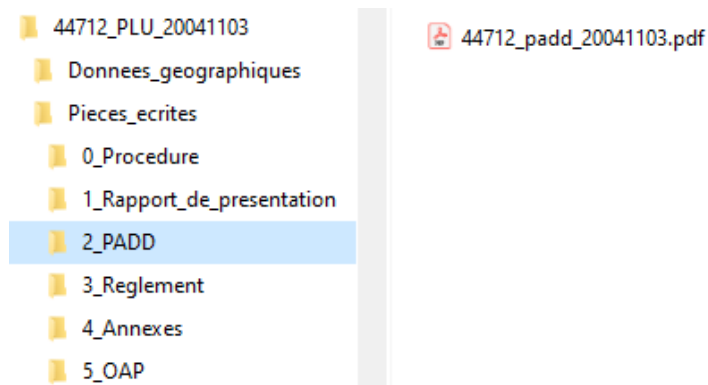 44712_PLU_20041103
Donnees_geographiques
Pieces_ecrites
0_Procedure
1_Rapport_de_presentation
2_PADD
3_Reglement
4_Annexes
5_OAP
44712_padd_20041103.pdf